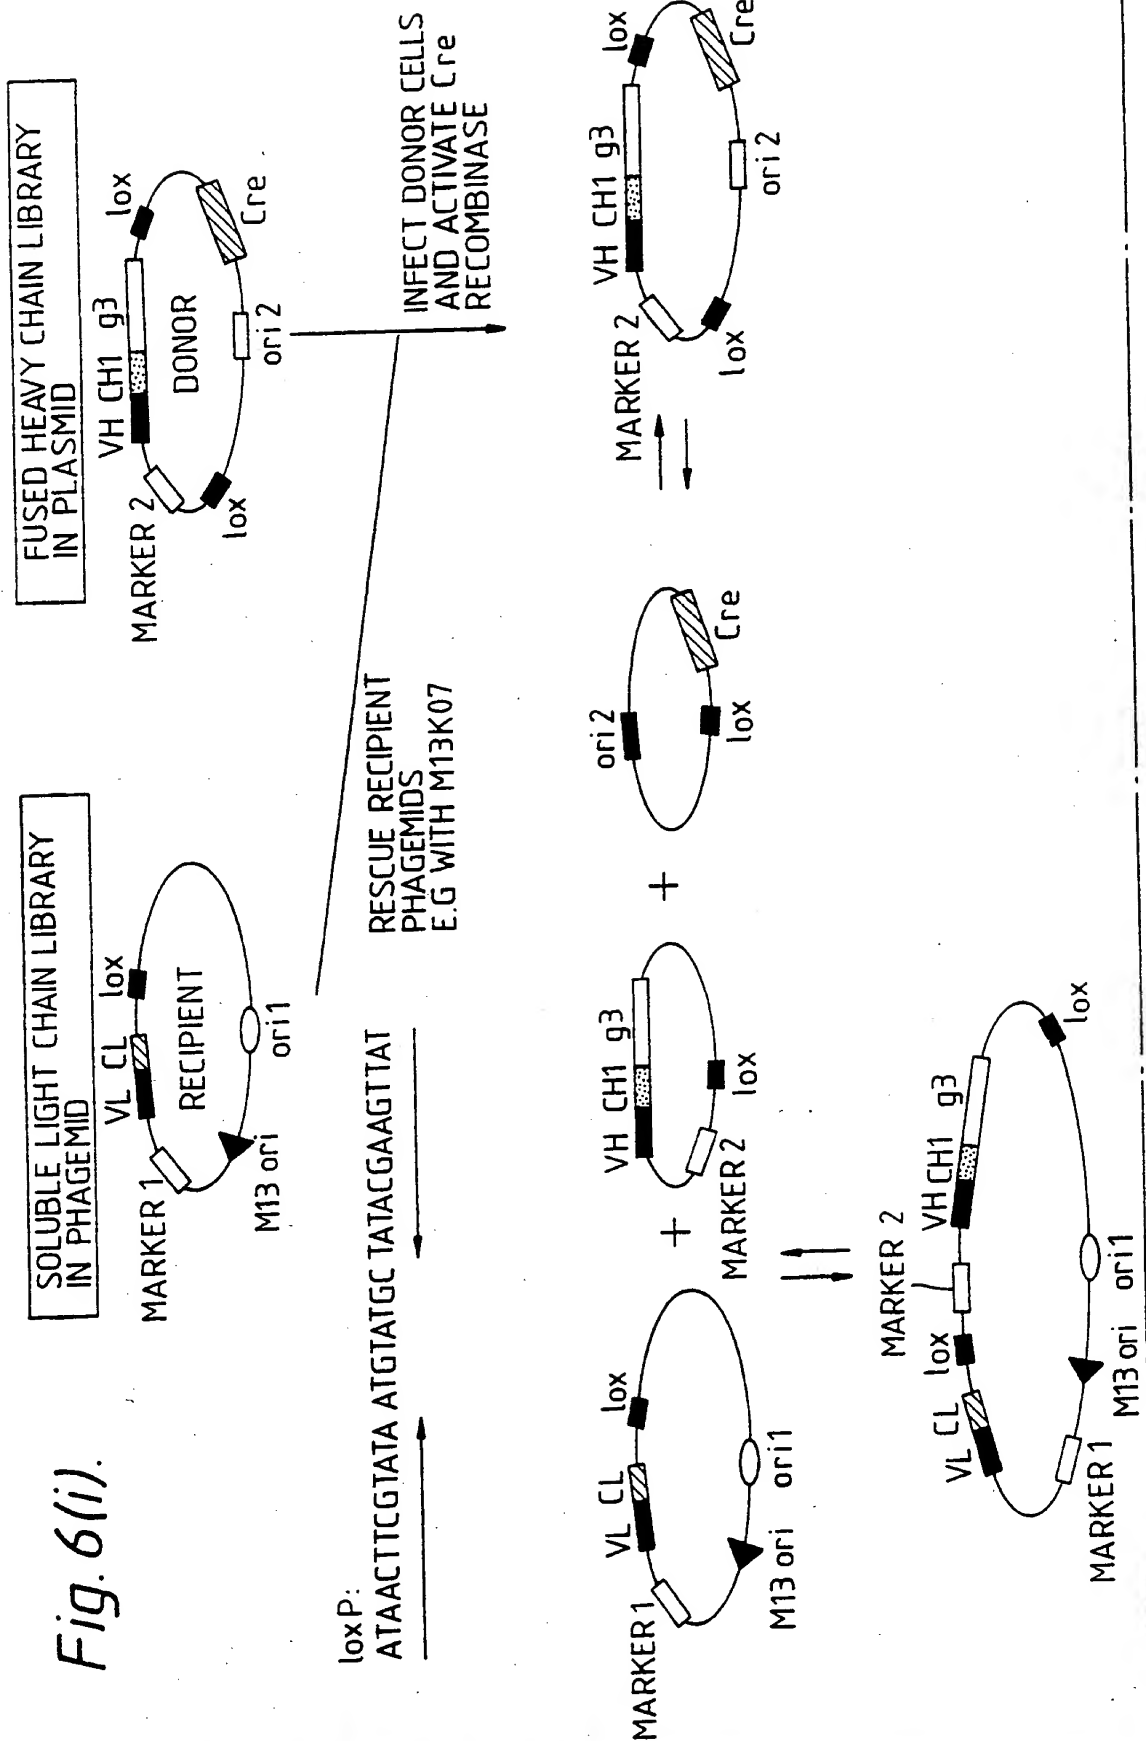 Fig. 6(i).
SOLUBLE LIGHT CHAIN LIBRARY
IN PHAGEMID
FUSED HEAVY CHAIN LIBRARY
IN PLASMID
MARKER 1
VL CL
lox
RECIPIENT
M13 ori
ori1
MARKER 2
VH CH1 g3
lox
DONOR
lox
ori 2
Cre
loxP:
ATAACTTCGTATA ATGTATGC TATACGAAGTTAT
RESCUE RECIPIENT
PHAGEMIDS
E.G WITH M13K07
INFECT DONOR CELLS
AND ACTIVATE Cre
RECOMBINASE
MARKER 1
VL CL
lox
M13 ori
ori1
+
VH CH1 g3
MARKER 2
lox
+
ori 2
lox
Cre
MARKER 2
VH CH1 g3
lox
lox
ori 2
Cre
VL CL
lox
MARKER 2
VH CH1 g3
lox
MARKER 1
M13 ori
ori1